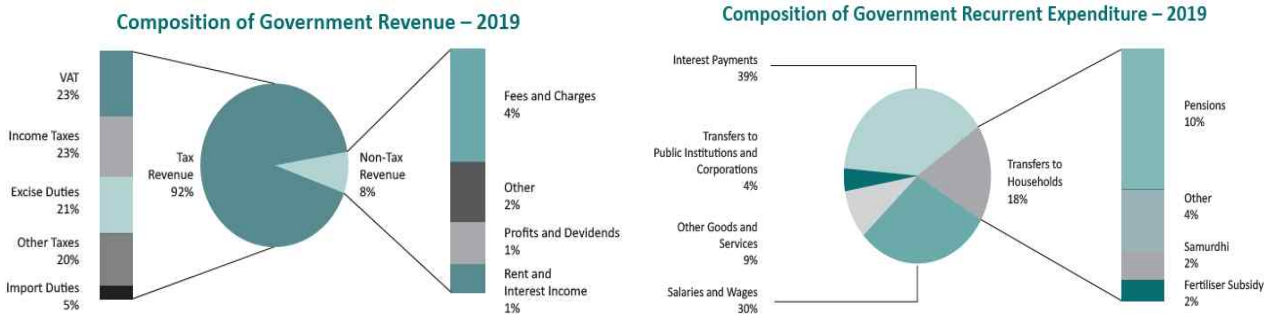 Composition of Government Revenue – 2019
VAT
23%
Income Taxes
23%
Excise Duties
21%
Other Taxes
20%
Import Duties
5%
Tax
Revenue
92%
Non-Tax
Revenue
8%
Fees and Charges
4%
Other
2%
Profits and Devidends
1%
Rent and
Interest Income
1%
Composition of Government Recurrent Expenditure – 2019
Interest Payments
39%
Transfers to
Public Institutions and
Corporations
4%
Other Goods and
Services
9%
Salaries and Wages
30%
Transfers to
Households
18%
Pensions
10%
Other
4%
Samurdhi
2%
Fertiliser Subsidy
2%